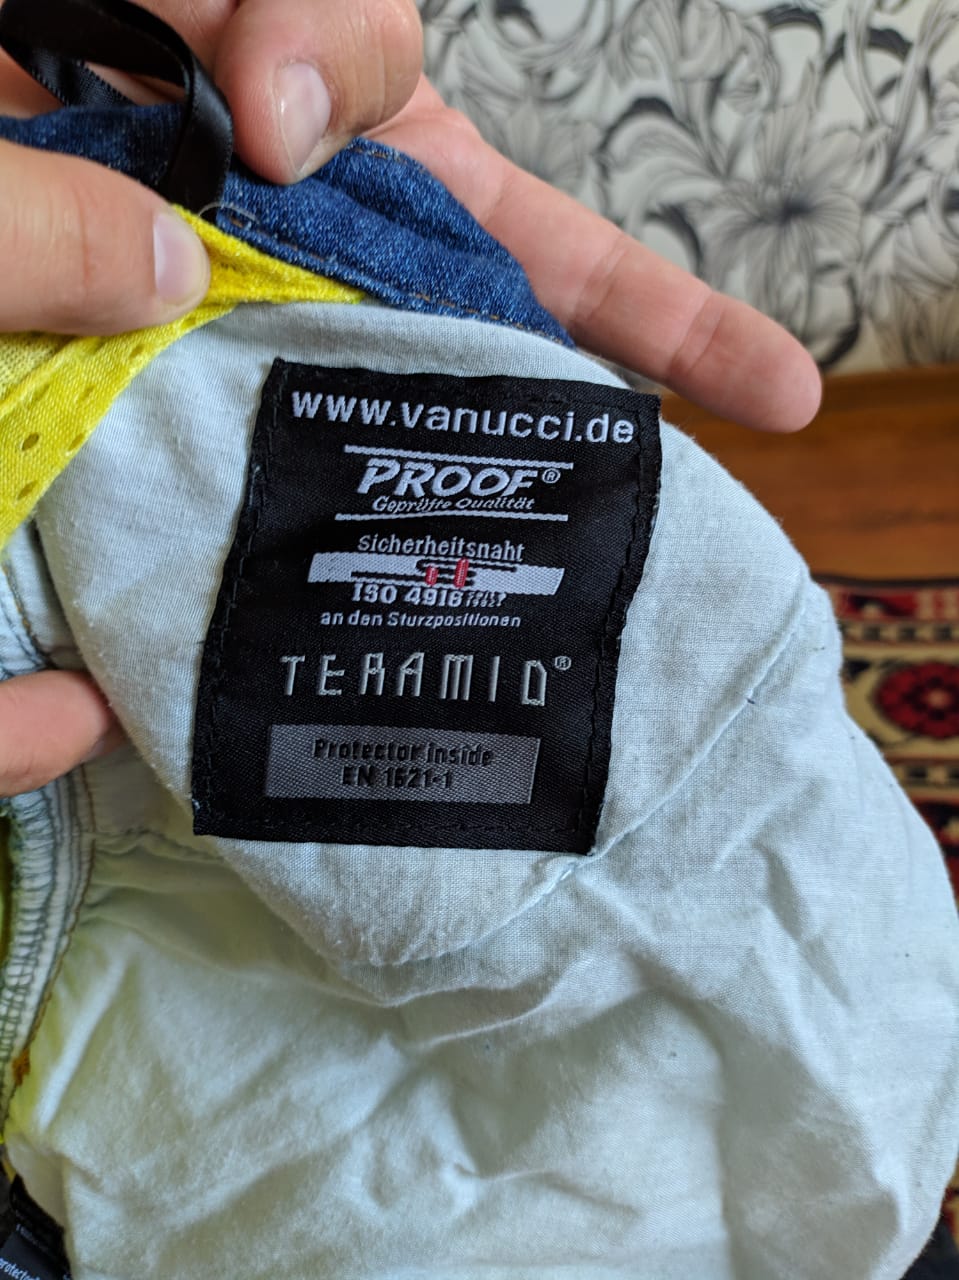 www.vanucci.de
PROOF®
Geprüfte Qualität
Sicherheitsnaht
ISO 4916
an den Sturzpositionen
TERAMID®
Protector inside
EN 1621-1